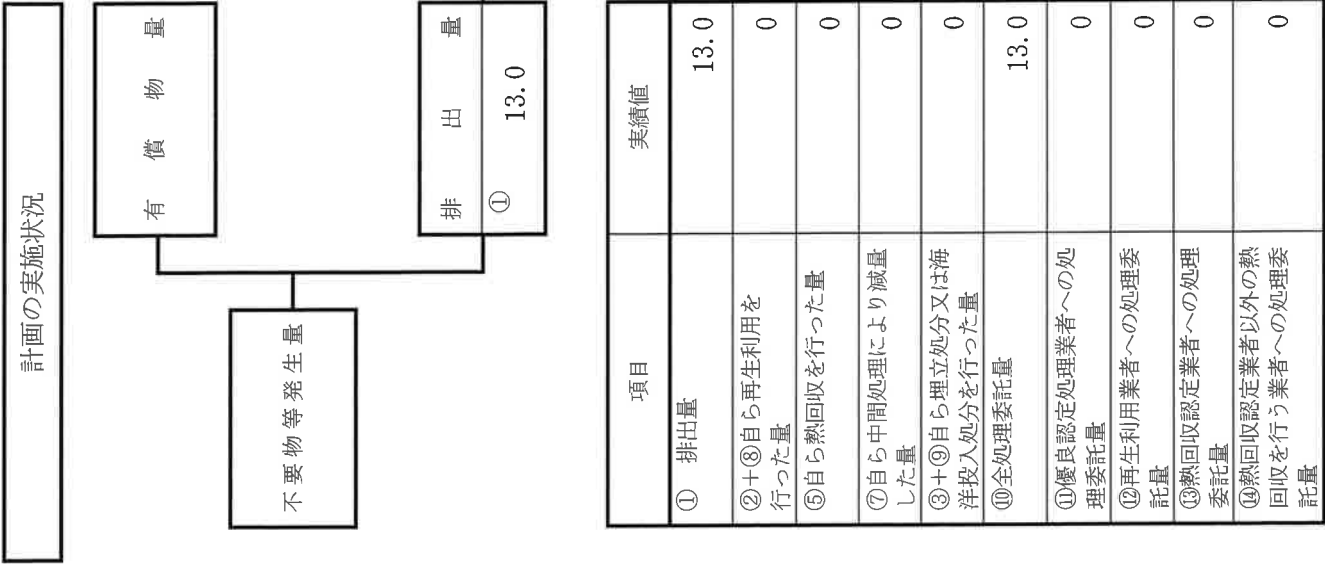 計画の実施状況
有償物量
不要物等発生量
排出量
①
13.0
項目 実績値
① 排出量 13.0
②+⑧自ら再生利用を
行った量 0
⑤自ら熱回収を行った量 0
⑦自ら中間処理により減量
した量 0
③+⑨自ら埋立処分又は海
洋投入処分を行った量 0
⑩全処理委託量 13.0
⑪優良認定処理業者への処
理委託量 0
⑫再生利用業者への処理委
託量 0
⑬熱回収認定業者への処理
委託量 0
⑭熱回収認定業者以外の熱
回収を行う業者への処理委
託量 0